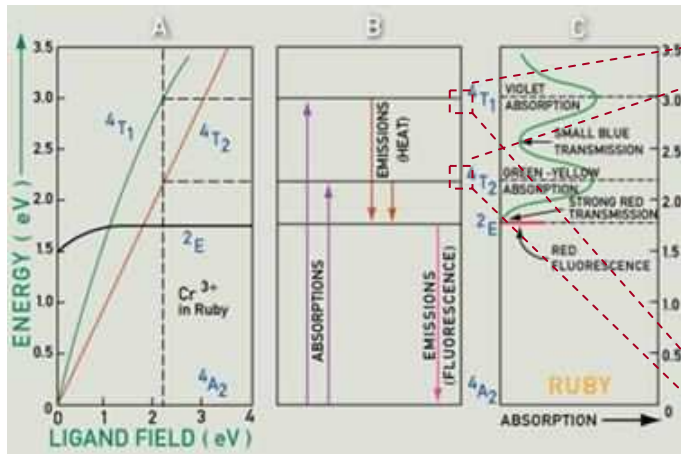 A
B
C
ENERGY ( eV )
3.5
3.0
2.5
2.0
1.5
1.0
0.5
0
⁴T₁
⁴T₂
²E
Cr ³⁺
in Ruby
⁴A₂
0
1
2
3
4
LIGAND FIELD ( eV )
ABSORPTIONS
EMISSIONS
(HEAT)
EMISSIONS
(FLUORESCENCE)
⁴T₁
⁴T₂
²E
⁴A₂
VIOLET
ABSORPTION
SMALL BLUE
TRANSMISSION
GREEN-YELLOW
ABSORPTION
STRONG RED
TRANSMISSION
RED
FLUORESCENCE
RUBY
ABSORPTION
3.5
3.0
2.5
2.0
1.5
1.0
0.5
0